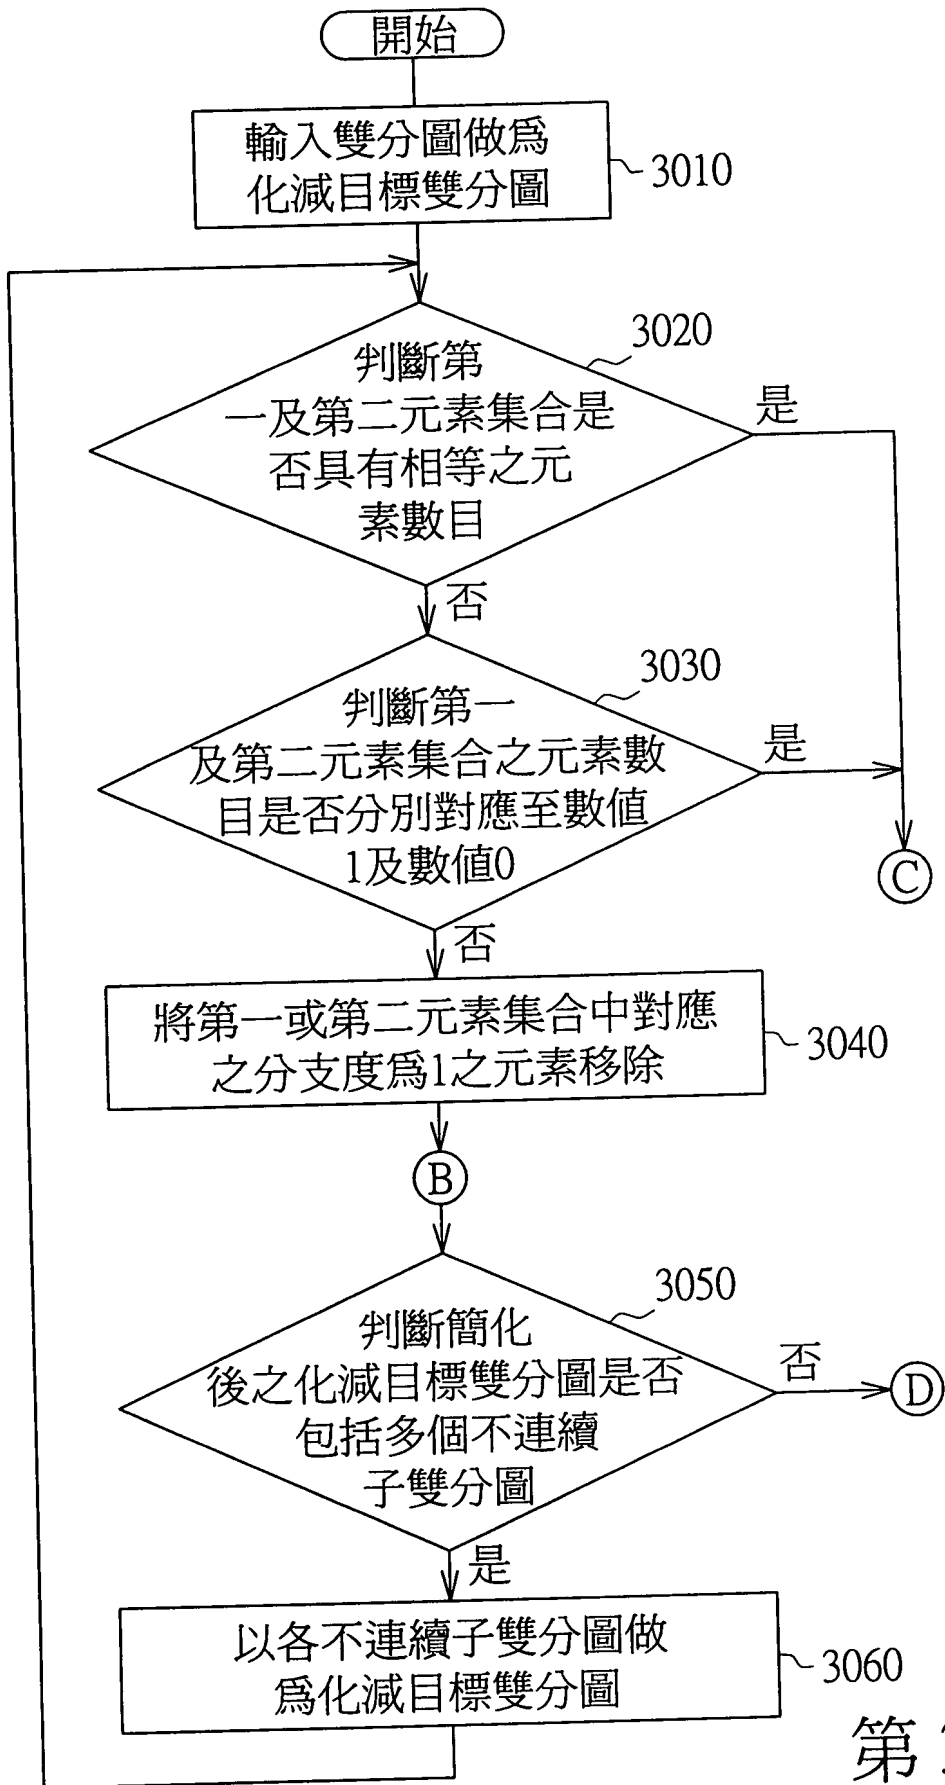 開始
輸入雙分圖做為
化減目標雙分圖
3010
3020
判斷第
一及第二元素集合是
否具有相等之元
素數目
是
否
3030
判斷第一
及第二元素集合之元素數
目是否分別對應至數值
1及數值0
是
C
否
將第一或第二元素集合中對應
之分支度為1之元素移除
3040
B
3050
判斷簡化
後之化減目標雙分圖是否
包括多個不連續
子雙分圖
否
D
是
以各不連續子雙分圖做
為化減目標雙分圖
3060
第